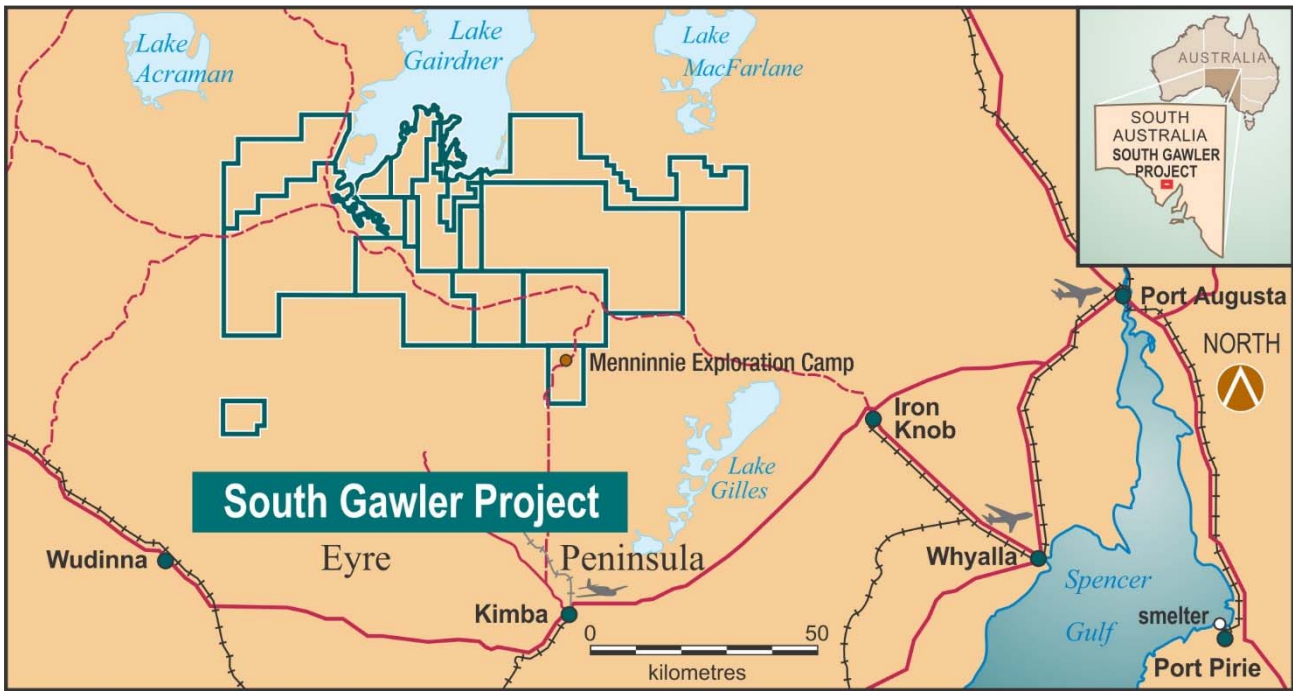 Lake
Acraman
Lake
Gairdner
Lake
MacFarlane
AUSTRALIA
SOUTH
AUSTRALIA
SOUTH GAWLER
PROJECT
Port Augusta
NORTH
Menninnie Exploration Camp
Iron
Knob
Lake
Gilles
South Gawler Project
Wudinna
Eyre Peninsula
Whyalla
Spencer
Gulf
Kimba
0 50
kilometres
smelter
Port Pirie